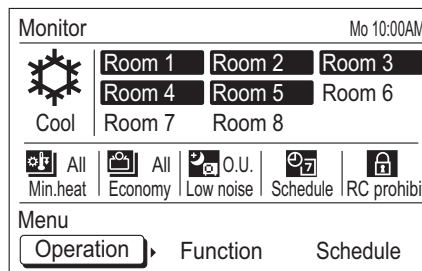 Monitor Mo 10:00AM
Room 1 Room 2 Room 3
Room 4 Room 5 Room 6
Cool Room 7 Room 8
All All O.U. 7
Min.heat Economy Low noise Schedule RC prohibi
Menu
Operation Function Schedule